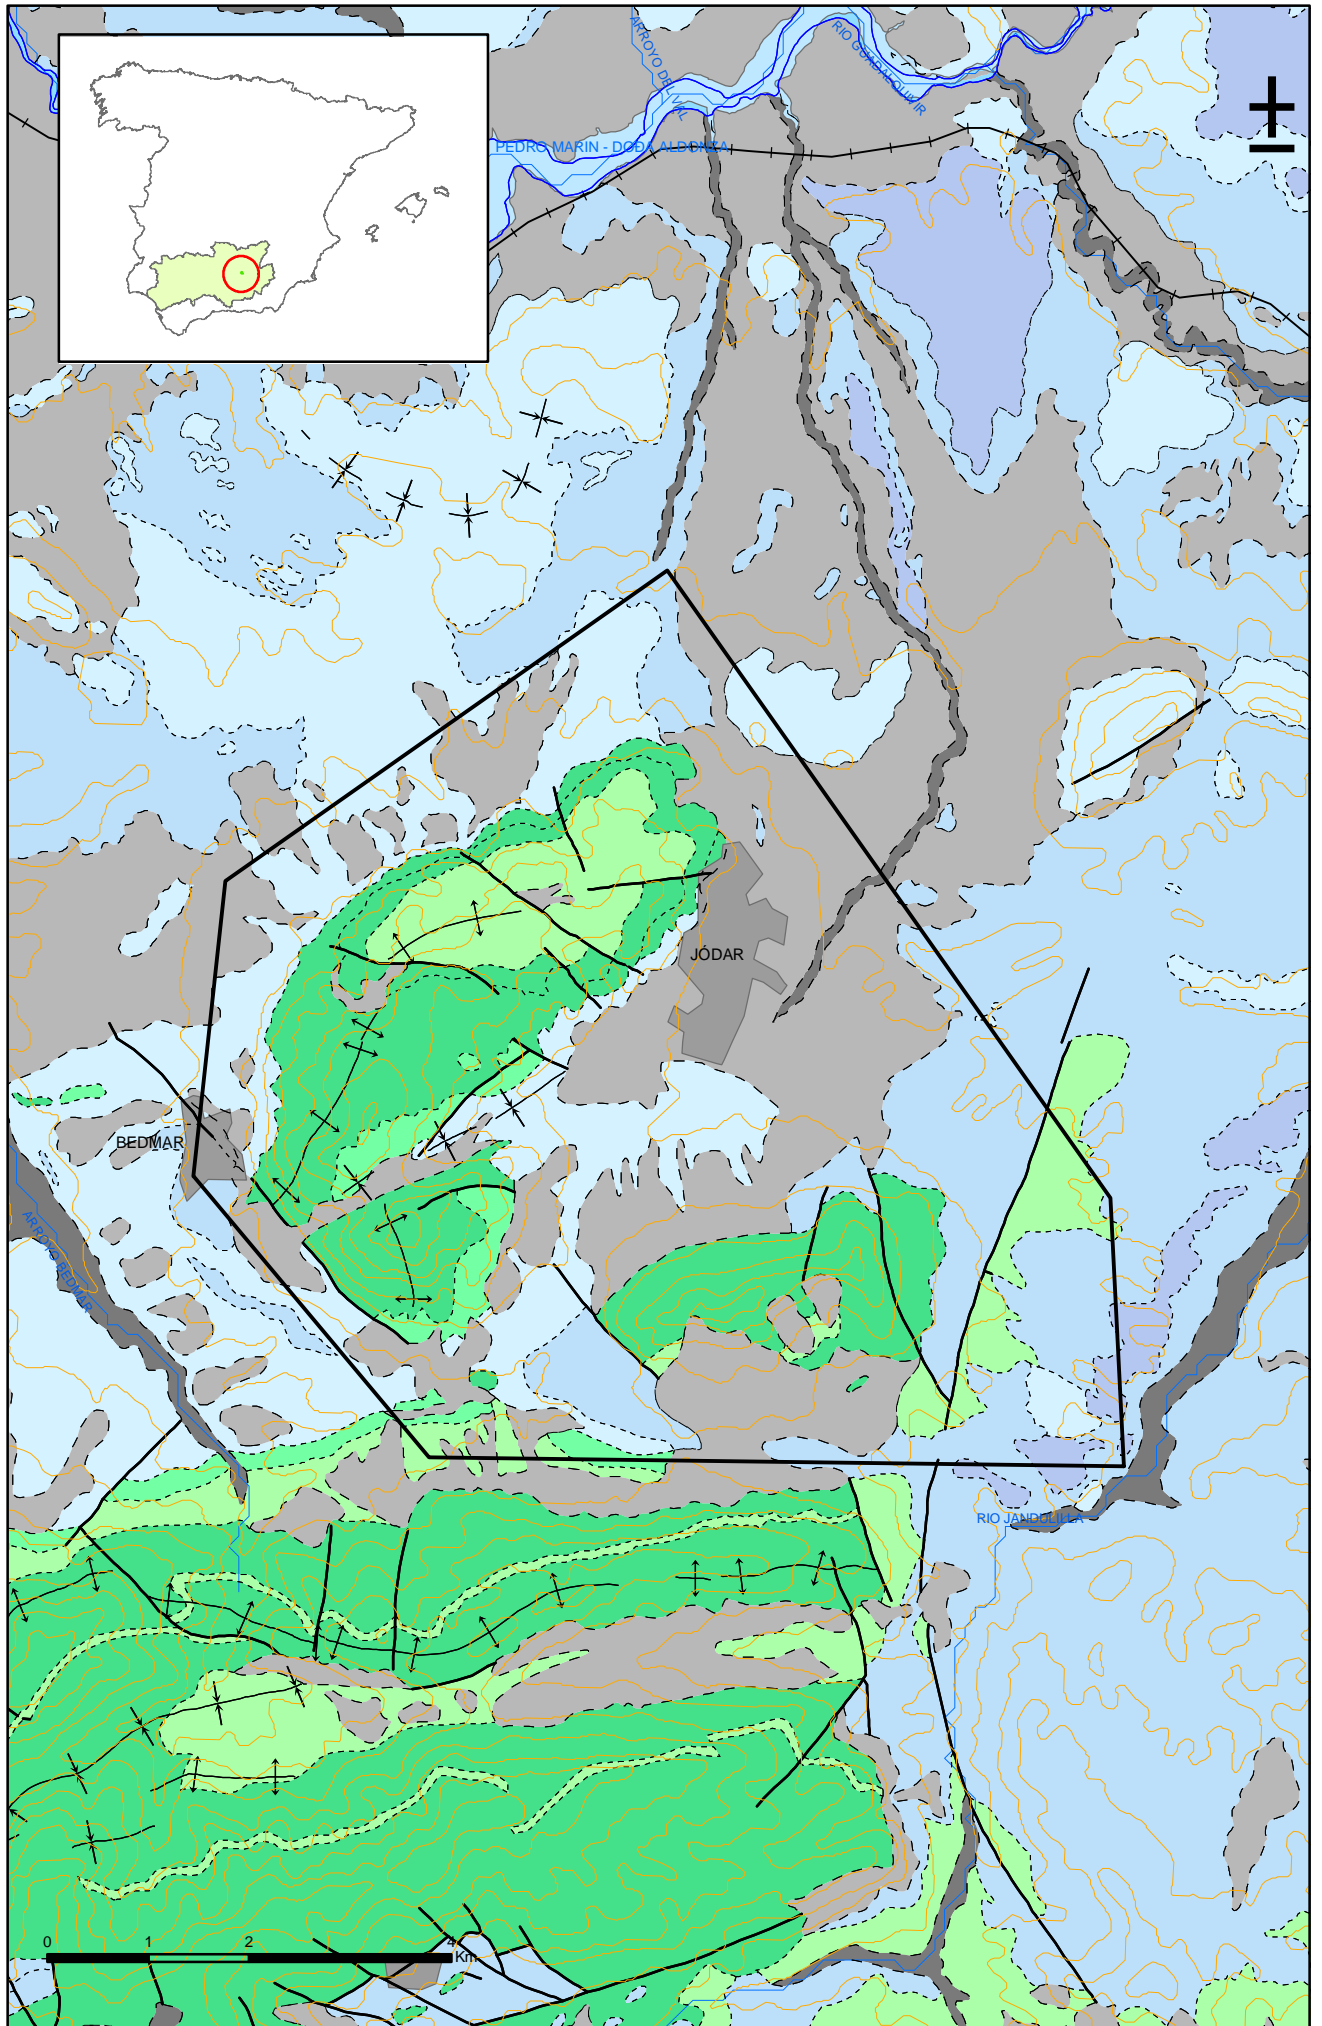 ARROYO DEL VAL
RIO GUADALQUIVIR
PEDRO MARIN - DOÐA ALDONZA
JÓDAR
BEDMAR
ARROYO BEDMAR
RIO JANDULILLA
0 1 2 4
Km